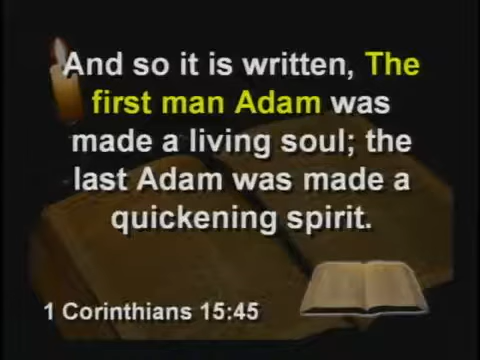 And so it is written, The
first man Adam was
made a living soul; the
last Adam was made a
quickening spirit.
1 Corinthians 15:45